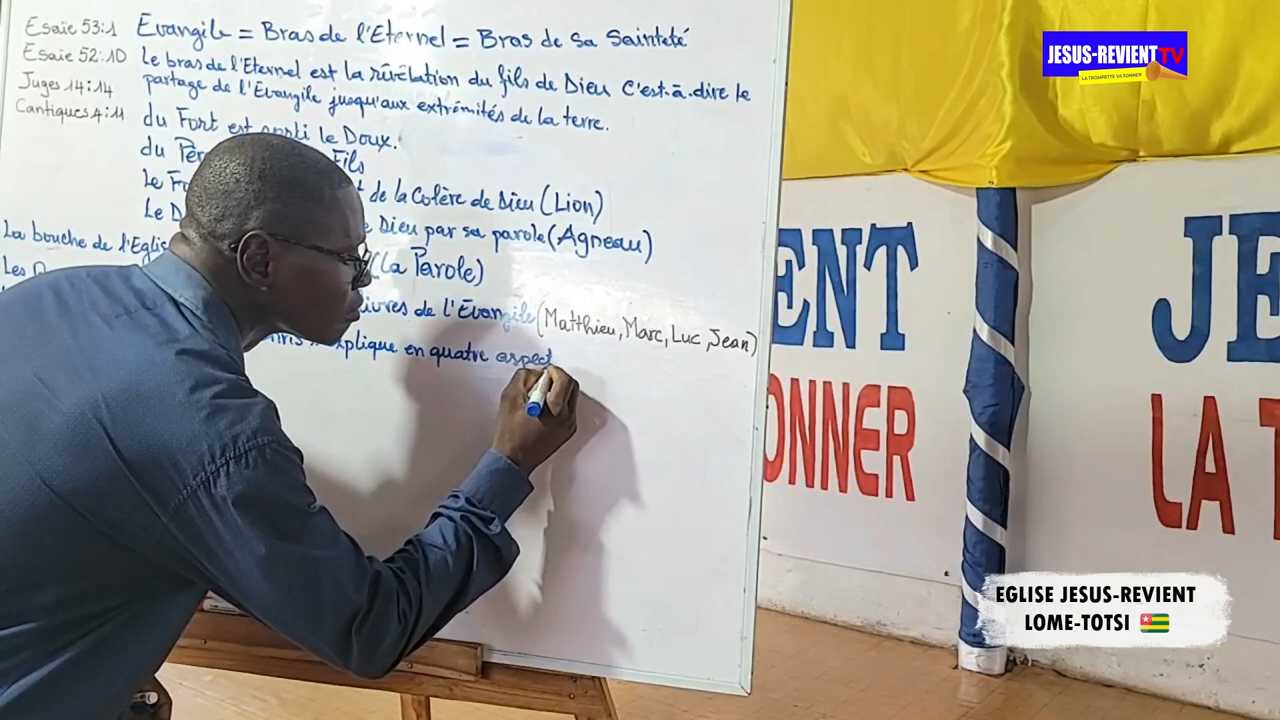 Esaïe 53:1
Esaïe 52:10
Juges 14:14
Cantiques 4:11
Evangile = Bras de l'Eternel = Bras de sa Sainteté
Le bras de l'Eternel est la rêvêlation du fils de Dieu C'est-à-dire le
partage de l'Evangile jusqu'aux extrémités de la terre.
du Fort est sorti le Doux.
du Fils
Le de la Colère de Dieu (Lion)
Le Dieu par sa parole (Agneau)
La bouche de l'Eglise
Les (la Parole)
livres de l'Evangile (Matthieu, Marc, Luc, Jean)
explique en quatre aspect
JESUS-REVIENT TV
LA TROMPETTE VA SONNER
ENT
ONNER
JE
LA T
EGLISE JESUS-REVIENT
LOME-TOTSI